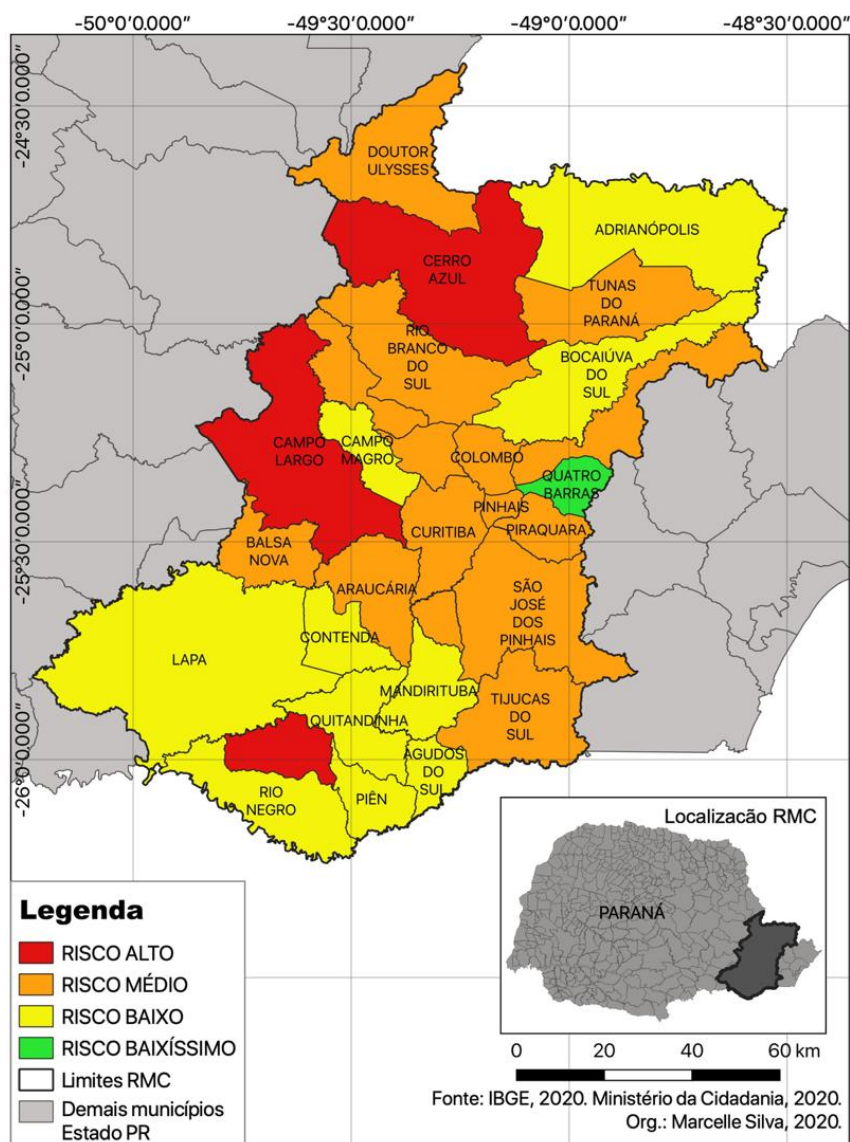 -50°0'0.000"
-49°30'0.000"
-49°0'0.000"
-48°30'0.000"
-24°30'0.000"
-25°0'0.000"
-25°30'0.000"
-26°0'0.000"
DOUTOR
ULYSSES
ADRIANÓPOLIS
CERRO
AZUL
TUNAS
DO
PARANÁ
RIO
BRANCO
DO
SUL
BOCAIÚVA
DO
SUL
CAMPO
LARGO
CAMPO
MAGRO
COLOMBO
QUATRO
BARRAS
PINHAIS
CURITIBA
PIRAQUARA
BALSA
NOVA
ARAUCÁRIA
SÃO
JOSÉ
DOS
PINHAIS
CONTENDA
LAPA
MANDIRITUBA
TIJUCAS
DO
SUL
QUITANDINHA
AGUDOS
DO
SUL
RIO
NEGRO
PIÊN
Localizacão RMC
PARANÁ
Legenda
RISCO ALTO
RISCO MÉDIO
RISCO BAIXO
RISCO BAIXÍSSIMO
Limites RMC
Demais municípios
Estado PR
0 20 40 60 km
Fonte: IBGE, 2020. Ministério da Cidadania, 2020.
Org.: Marcelle Silva, 2020.